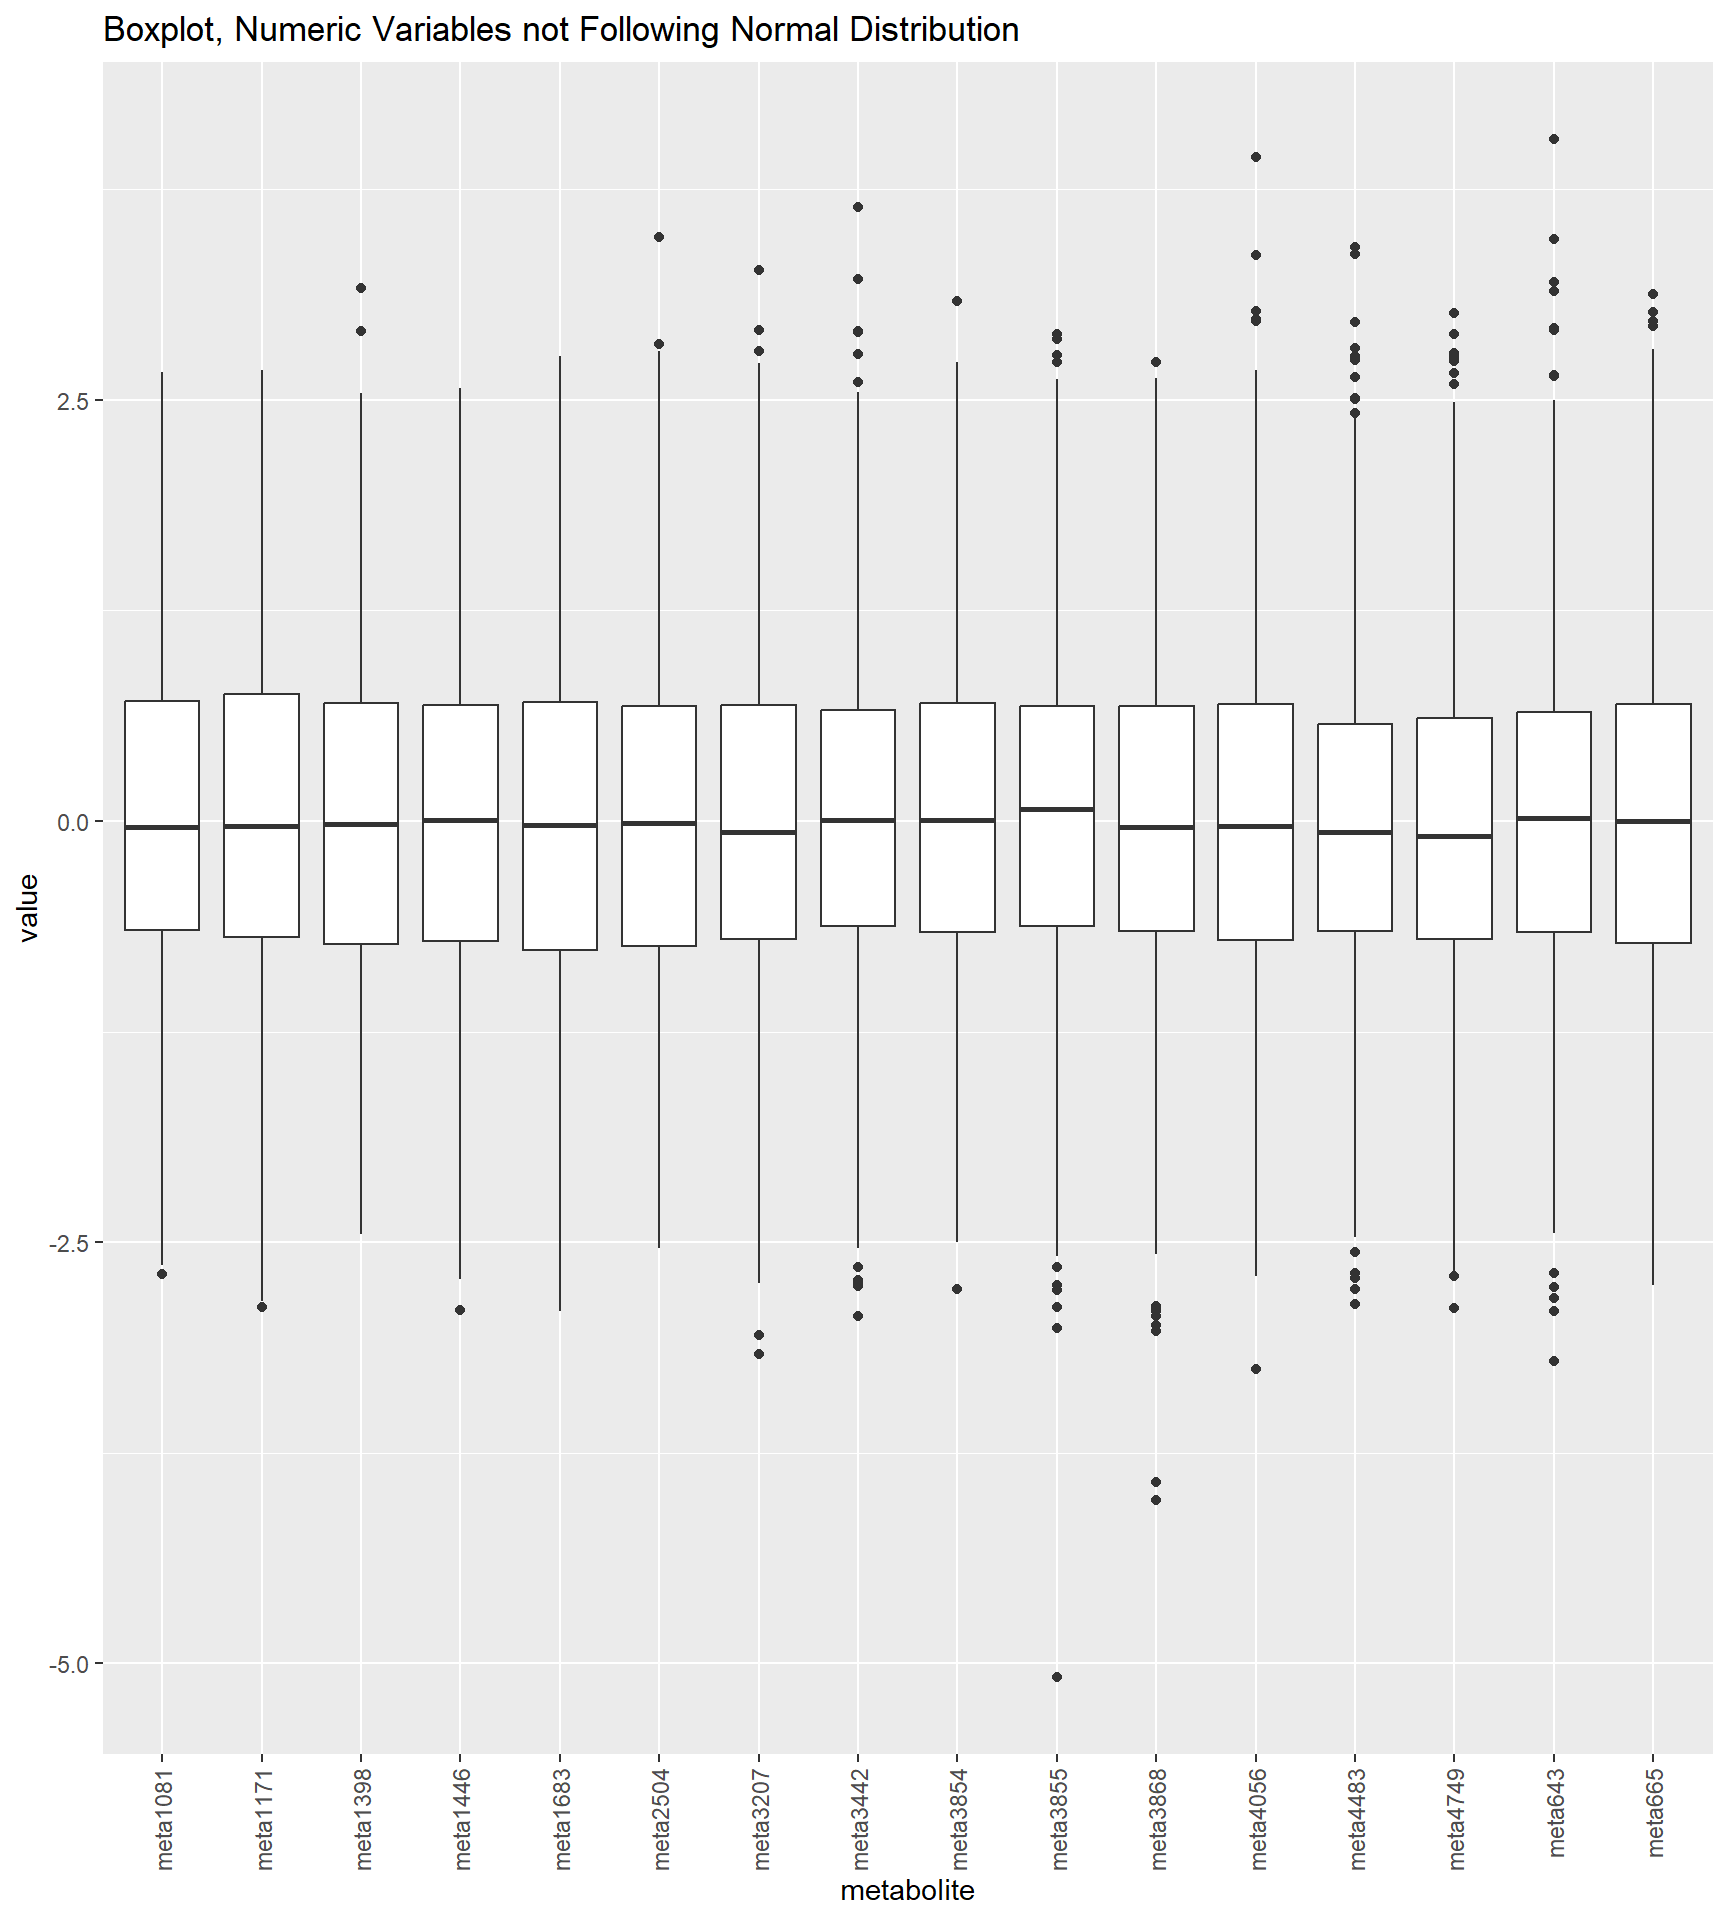 Boxplot, Numeric Variables not Following Normal Distribution
value
2.5
0.0
-2.5
-5.0
meta1081
meta1171
meta1398
meta1446
meta1683
meta2504
meta3207
meta3442
meta3854
meta3855
meta3868
meta4056
meta4483
meta4749
meta643
meta665
metabolite